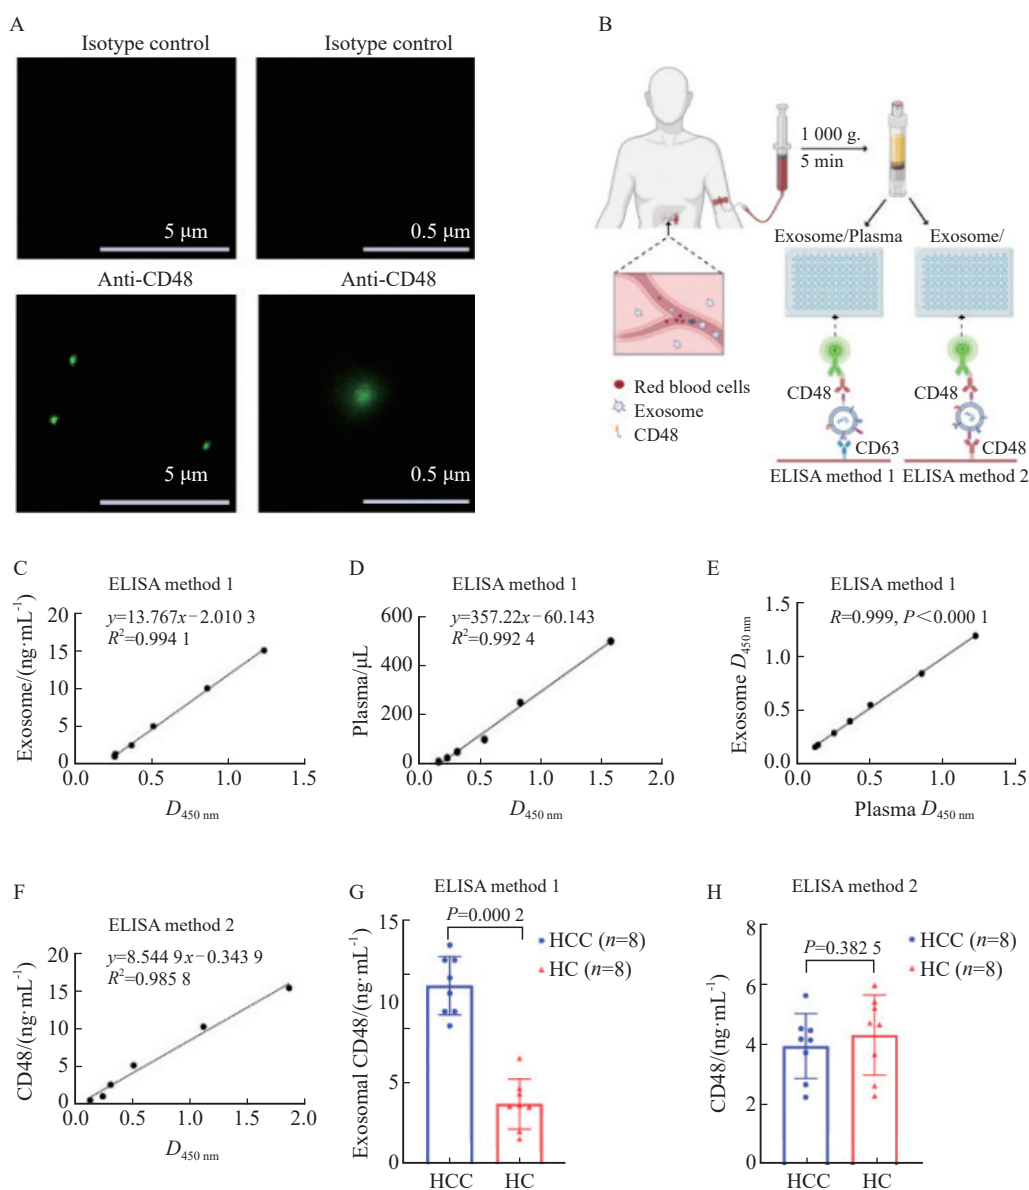 A
Isotype control
Isotype control
5 μm
0.5 μm
Anti-CD48
Anti-CD48
5 μm
0.5 μm
B
1 000 g.
5 min
Exosome/Plasma
Exosome/
Red blood cells
Exosome
CD48
CD48
CD48
CD63
CD48
ELISA method 1
ELISA method 2
C
ELISA method 1
y=13.767x−2.010 3
R²=0.994 1
Exosome/(ng·mL⁻¹)
20
15
10
5
0
0.0
0.5
1.0
1.5
D450 nm
D
ELISA method 1
y=357.22x−60.143
R²=0.992 4
Plasma/μL
600
400
200
0
0.0
0.5
1.0
1.5
2.0
D450 nm
E
ELISA method 1
R=0.999, P<0.000 1
Exosome D450 nm
1.5
1.0
0.5
0.0
0.0
0.5
1.0
1.5
Plasma D450 nm
F
ELISA method 2
y=8.544 9x−0.343 9
R²=0.985 8
CD48/(ng·mL⁻¹)
20
15
10
5
0
0.0
0.5
1.0
1.5
2.0
D450 nm
G
ELISA method 1
P=0.000 2
HCC (n=8)
HC (n=8)
Exosomal CD48/(ng·mL⁻¹)
15
10
5
0
HCC
HC
H
ELISA method 2
P=0.382 5
HCC (n=8)
HC (n=8)
CD48/(ng·mL⁻¹)
8
6
4
2
0
HCC
HC